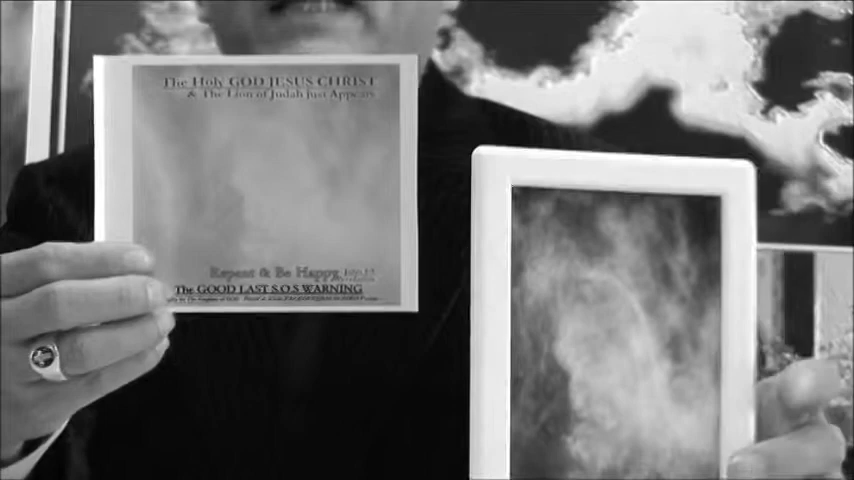 The Holy GOD JESUS CHRIST
& The Lion of Judah Just Appears
Repent & Be Happy
The GOOD LAST S.O.S WARNING